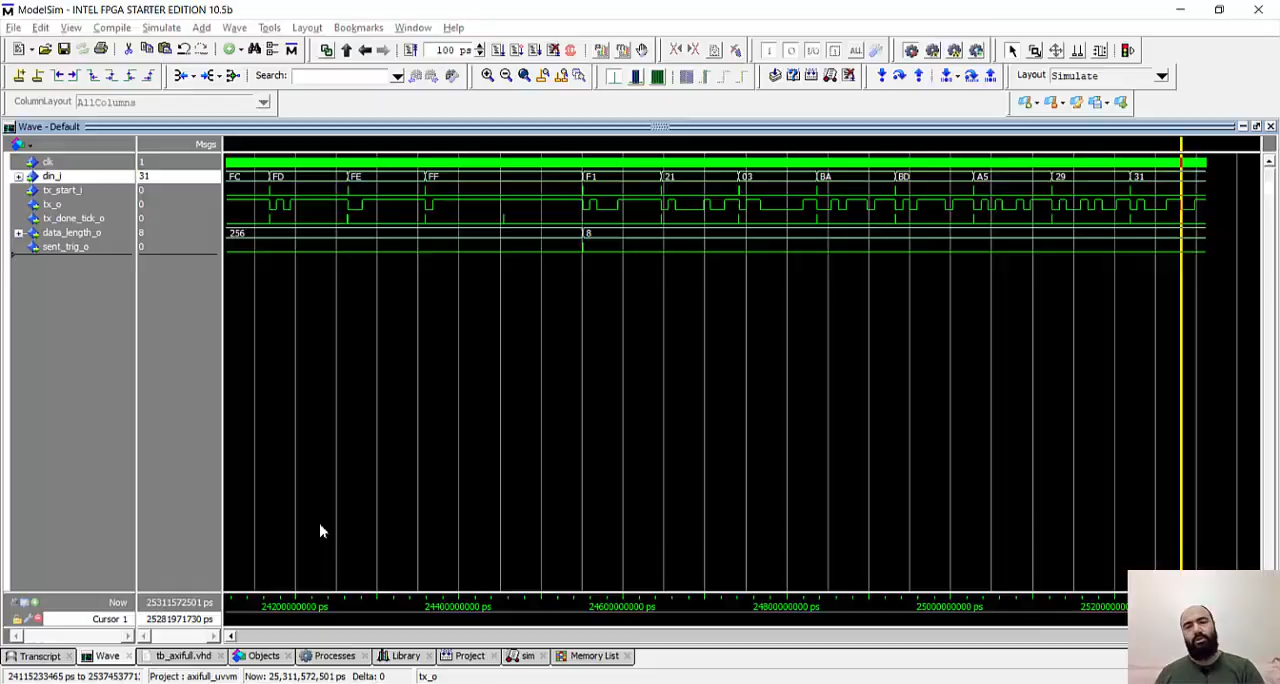 ModelSim - INTEL FPGA STARTER EDITION 10.5b
File Edit View Compile Simulate Add Wave Tools Layout Bookmarks Window Help
100 ps
Search:
Layout Simulate
ColumnLayout AllColumns
Wave - Default
Msgs
clk 1
din_i 31 FC FD FE FF F1 21 03 BA BD A5 29 31
tx_start_i 0
tx_o 0
tx_done_tick_o 0
data_length_o 8 256 8
sent_trig_o 0
Now 25311572501 ps 24200000000 ps 24400000000 ps 24600000000 ps 24800000000 ps 25000000000 ps
Cursor 1 25281971730 ps
Transcript Wave tb_axifull.vhd Objects Processes Library Project sim Memory List
Project : axifull_uvvm Now: 25,311,572,501 ps Delta: 0 tx_o